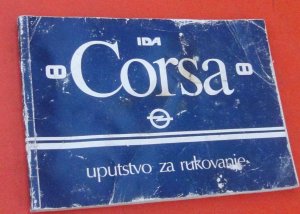 IDA
"Corsa"
uputstvo za rukovanje